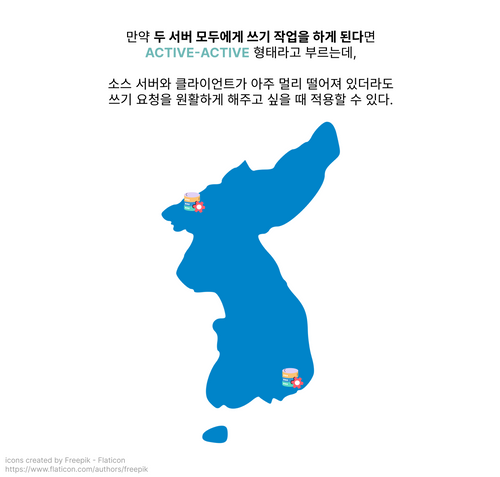 만약 두 서버 모두에게 쓰기 작업을 하게 된다면
ACTIVE-ACTIVE 형태라고 부르는데,
소스 서버와 클라이언트가 아주 멀리 떨어져 있더라도
쓰기 요청을 원활하게 해주고 싶을 때 적용할 수 있다.
icons created by Freepik - Flaticon
https://www.flaticon.com/authors/freepik